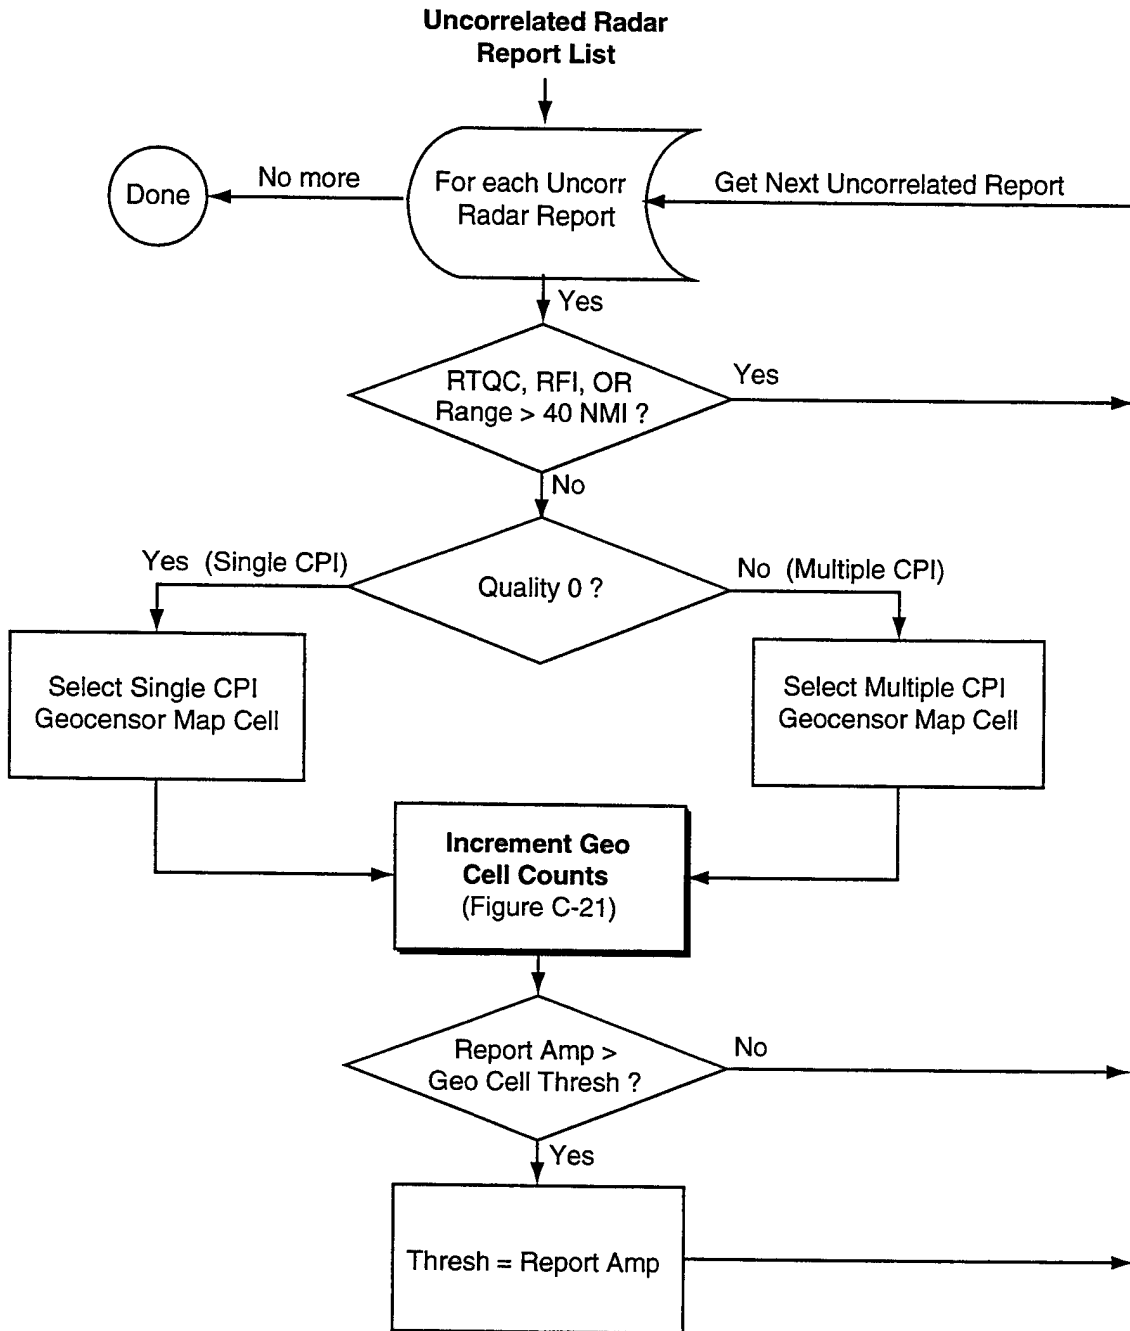 Uncorrelated Radar
Report List
Done
No more
For each Uncorr
Radar Report
Get Next Uncorrelated Report
Yes
RTQC, RFI, OR
Range > 40 NMI ?
Yes
No
Yes (Single CPI)
Quality 0 ?
No (Multiple CPI)
Select Single CPI
Geocensor Map Cell
Select Multiple CPI
Geocensor Map Cell
Increment Geo
Cell Counts
(Figure C-21)
Report Amp >
Geo Cell Thresh ?
No
Yes
Thresh = Report Amp